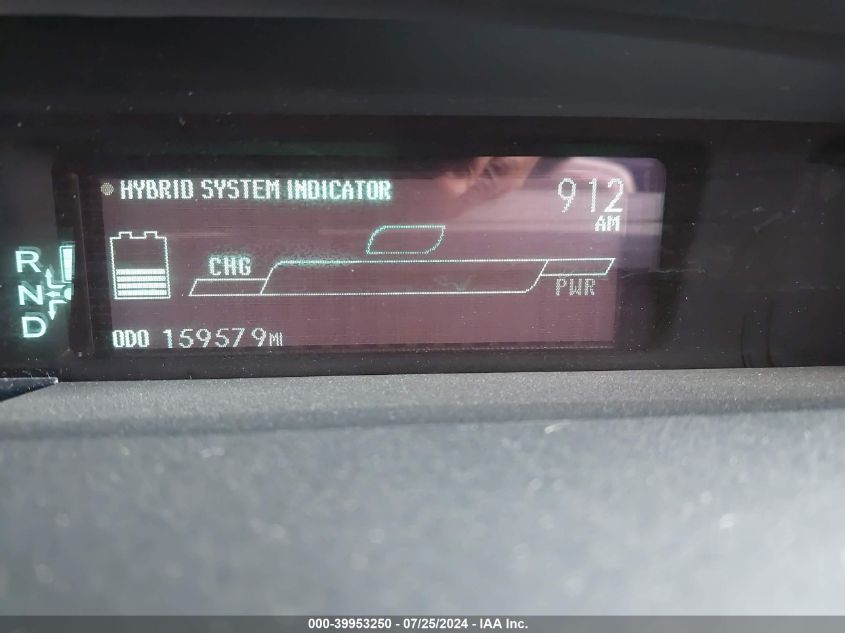 HYBRID SYSTEM INDICATOR
912
AM
CHG
PWR
R
N
D
ODO 159579MI
000-39953250 - 07/25/2024 - IAA Inc.